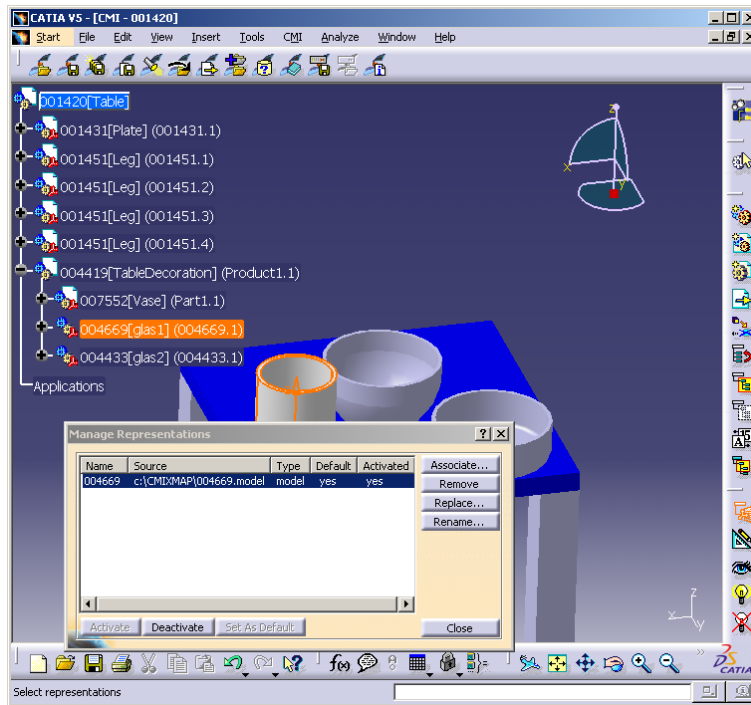 CATIA V5 - [CMI - 001420]
Start File Edit View Insert Tools CMI Analyze Window Help
001420[Table]
001431[Plate] (001431.1)
001451[Leg] (001451.1)
001451[Leg] (001451.2)
001451[Leg] (001451.3)
001451[Leg] (001451.4)
004419[TableDecoration] (Product1.1)
007552[Vase] (Part1.1)
004669[glas1] (004669.1)
004433[glas2] (004433.1)
Applications
z
x
y
Manage Representations
Name Source Type Default Activated
004669 c:\CMIXMAP\004669.model model yes yes
Associate...
Remove
Replace...
Rename...
Activate Deactivate Set As Default Close
z
x
y
f(x)
CATIA
Select representations